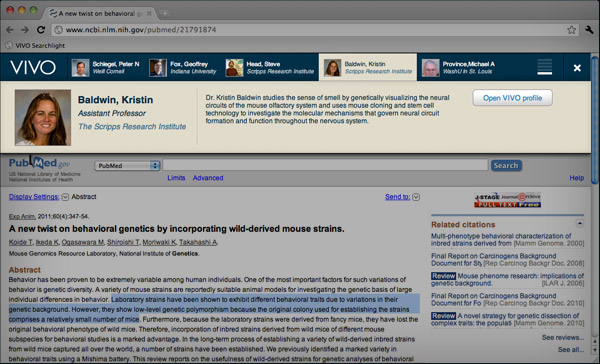 A new twist on behavioral g
www.ncbi.nlm.nih.gov/pubmed/21791874
VIVO Searchlight
VIVO
Schlegel, Peter N
Weill Cornell
Fox, Geoffrey
Indiana University
Head, Steve
Scripps Research Institute
Baldwin, Kristin
Scripps Research Institute
Province, Michael A
WashU in St. Louis
Baldwin, Kristin
Assistant Professor
The Scripps Research Institute
Dr. Kristin Baldwin studies the sense of smell by genetically visualizing the neural
circuits of the mouse olfactory system and uses mouse cloning and stem cell
technology to investigate the molecular mechanisms that govern neural circuit
formation and function throughout the nervous system.
Open VIVO profile
PubMed.gov
US National Library of Medicine
National Institutes of Health
PubMed
Search
Limits Advanced
Help
Display Settings: Abstract
Send to:
J-STAGE Journal@rchive
FULL TEXT Free
Exp Anim. 2011;60(4):347-54.
A new twist on behavioral genetics by incorporating wild-derived mouse strains.
Koide T, Ikeda K, Ogasawara M, Shiroishi T, Moriwaki K, Takahashi A.
Mouse Genomics Resource Laboratory, National Institute of Genetics.
Abstract
Behavior has been proven to be extremely variable among human individuals. One of the most important factors for such variations of
behavior is genetic diversity. A variety of mouse strains are reportedly suitable animal models for investigating the genetic basis of large
individual differences in behavior. Laboratory strains have been shown to exhibit different behavioral traits due to variations in their
genetic background. However, they show low-level genetic polymorphism because the original colony used for establishing the strains
comprises a relatively small number of mice. Furthermore, because the laboratory strains were derived from fancy mice, they have lost the
original behavioral phenotype of wild mice. Therefore, incorporation of inbred strains derived from wild mice of different mouse
subspecies for behavioral studies is a marked advantage. In the long-term process of establishing a variety of wild-derived inbred strains
from wild mice captured all over the world, a number of strains have been established. We previously identified a marked variety in
behavioral traits using a Mishima battery. This review reports on the usefulness of wild-derived strains for genetic analyses of behavioral
Related citations
Multi-phenotype behavioral characterization of
inbred strains derived from [Mamm Genome. 2010]
Final Report on Carcinogens Background
Document for S [Rep Carcinog Backgr Doc. 2008]
Final Report on Carcinogens Background
Document for F [Rep Carcinog Backgr Doc. 2010]
Review Mouse phenome research: implications of
genetic background. [ILAR J. 2006]
Review A novel strategy for genetic dissection of
complex traits: the populati [Mamm Genome. 2000]
See reviews...
See all...